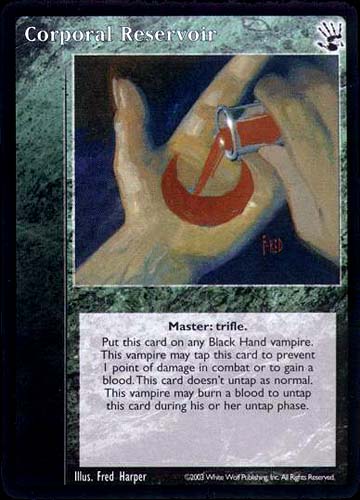 Corporal Reservoir
FRED
Master: trifle.
Put this card on any Black Hand vampire.
This vampire may tap this card to prevent
1 point of damage in combat or to gain a
blood. This card doesn't untap as normal.
This vampire may burn a blood to untap
this card during his or her untap phase.
Illus. Fred Harper
©2003 White Wolf Publishing, Inc. All Rights Reserved.